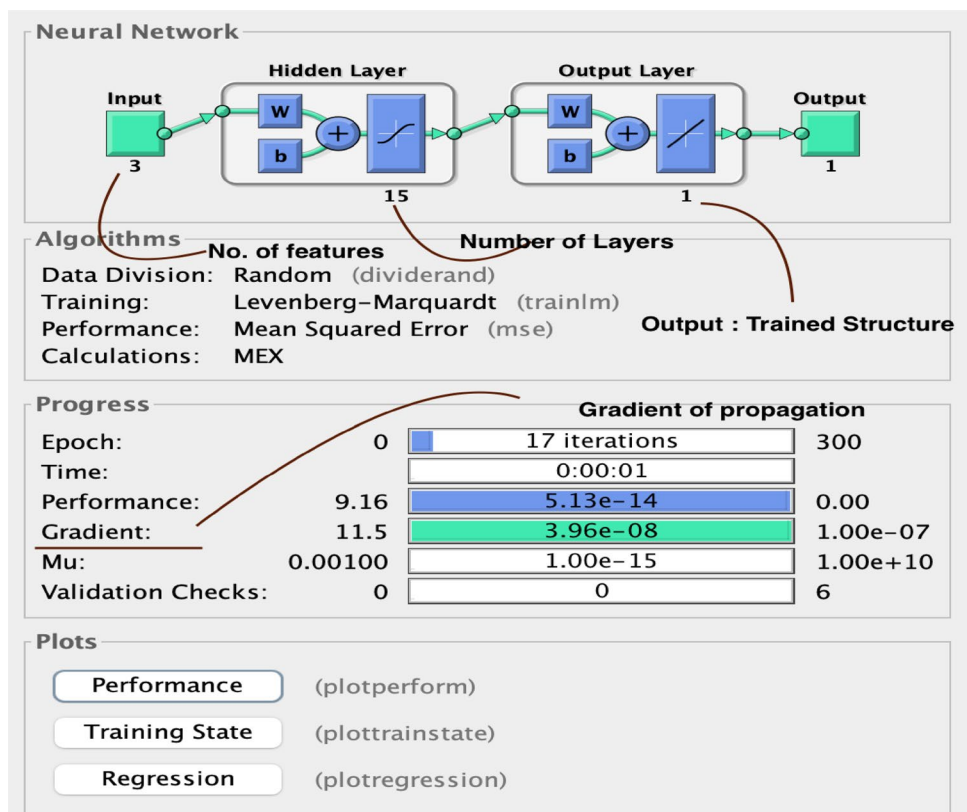 Neural Network
Hidden Layer Output Layer
Input Output
W W
+ +
b b
3 1
15 1
Algorithms
No. of features Number of Layers
Data Division: Random (dividerand)
Training: Levenberg-Marquardt (trainlm)
Performance: Mean Squared Error (mse)
Output : Trained Structure
Calculations: MEX
Progress
Gradient of propagation
Epoch: 0 17 iterations 300
Time: 0:00:01
Performance: 9.16 5.13e-14 0.00
Gradient: 11.5 3.96e-08 1.00e-07
Mu: 0.00100 1.00e-15 1.00e+10
Validation Checks: 0 0 6
Plots
Performance (plotperform)
Training State (plottrainstate)
Regression (plotregression)